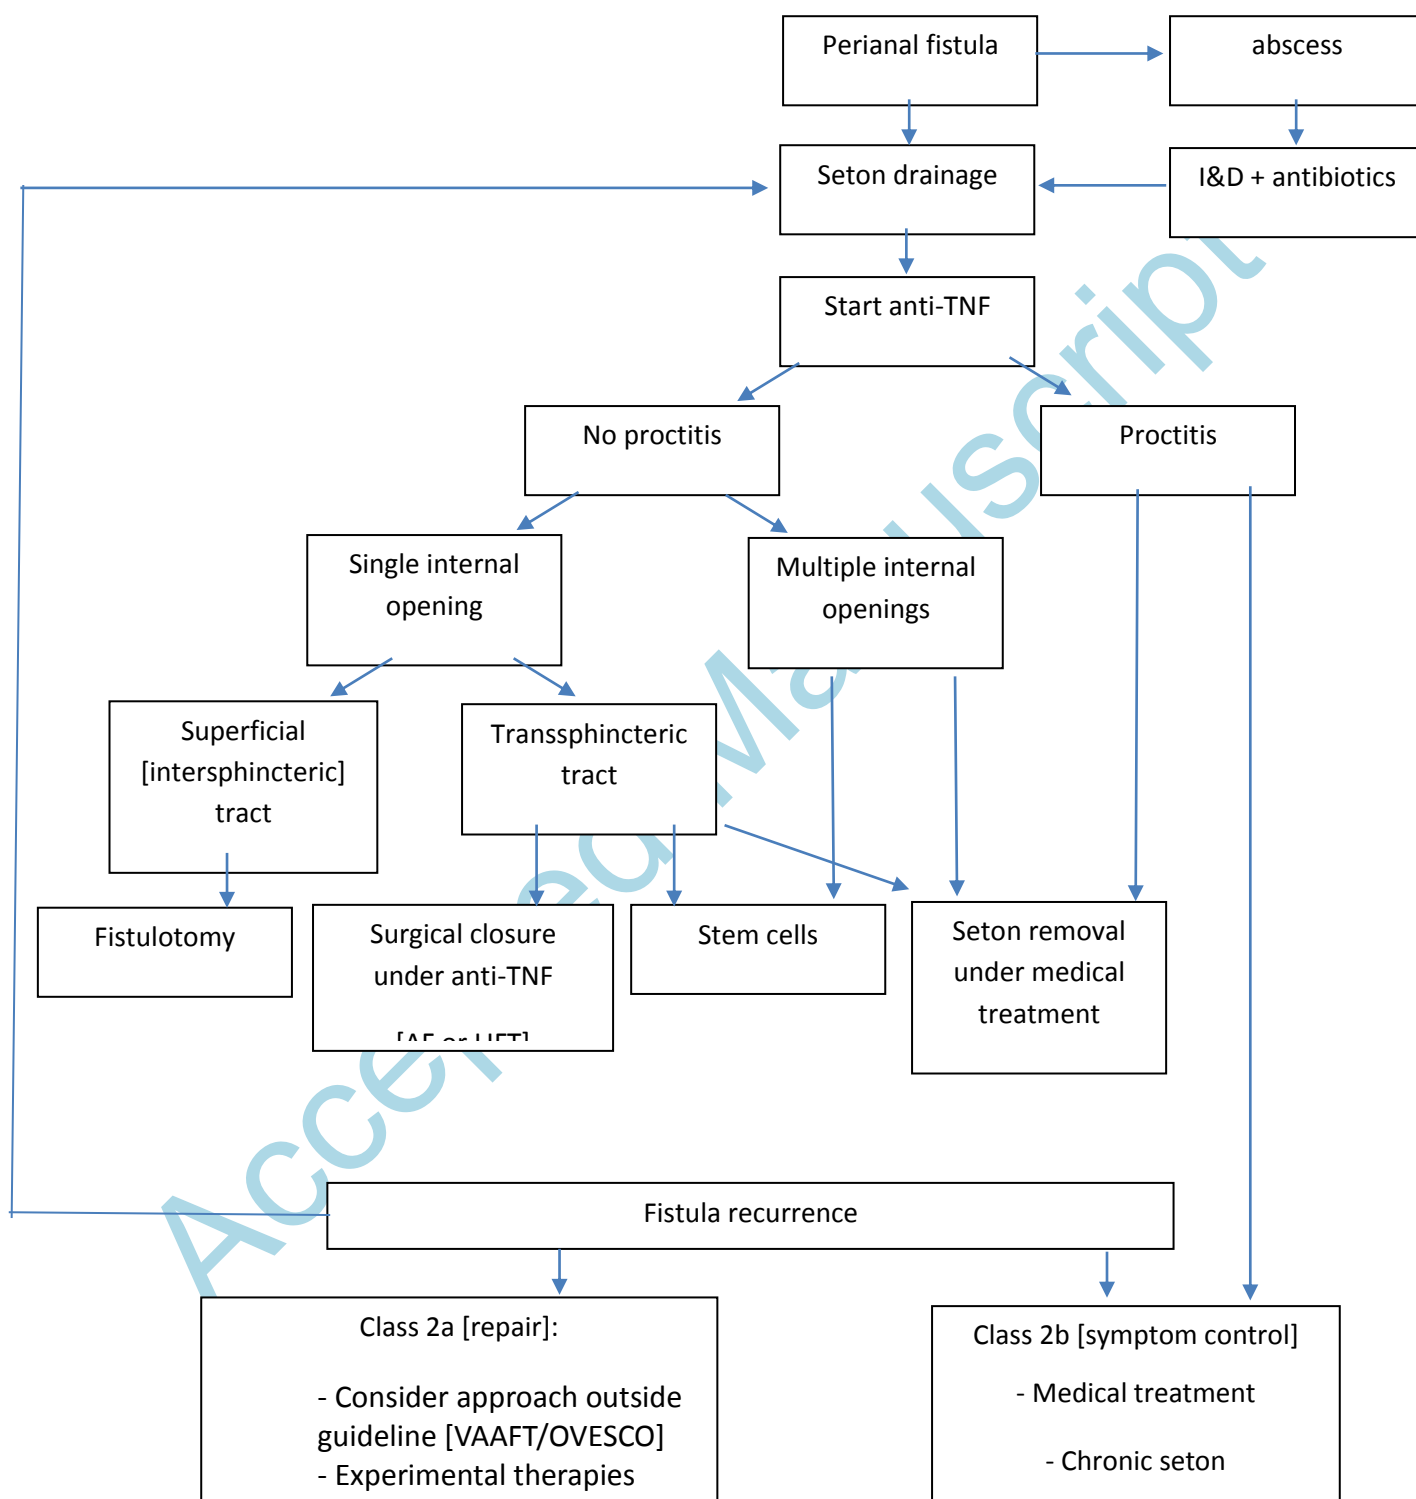 Perianal fistula
abscess
Seton drainage
I&D + antibiotics
Start anti-TNF
No proctitis
Proctitis
Single internal
opening
Multiple internal
openings
Superficial
[intersphincteric]
tract
Transsphincteric
tract
Fistulotomy
Surgical closure
under anti-TNF
Stem cells
Seton removal
under medical
treatment
Fistula recurrence
Class 2a [repair]:
- Consider approach outside
guideline [VAAFT/OVESCO]
- Experimental therapies
Class 2b [symptom control]
- Medical treatment
- Chronic seton
Accepted Manuscript